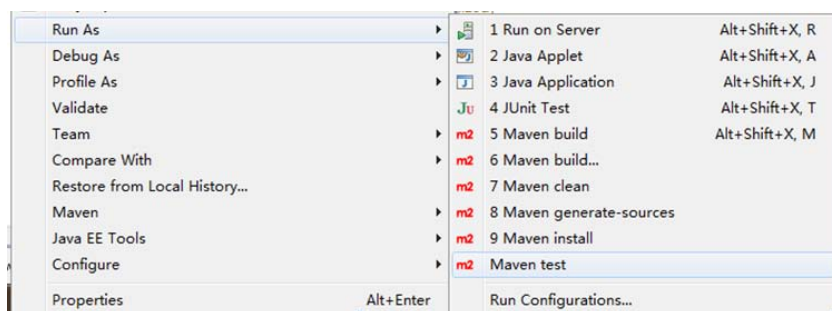 Run As
Debug As
Profile As
Validate
Team
Compare With
Restore from Local History...
Maven
Java EE Tools
Configure
Properties Alt+Enter
1 Run on Server Alt+Shift+X, R
2 Java Applet Alt+Shift+X, A
3 Java Application Alt+Shift+X, J
Ju 4 JUnit Test Alt+Shift+X, T
m2 5 Maven build Alt+Shift+X, M
m2 6 Maven build...
m2 7 Maven clean
m2 8 Maven generate-sources
m2 9 Maven install
m2 Maven test
Run Configurations...